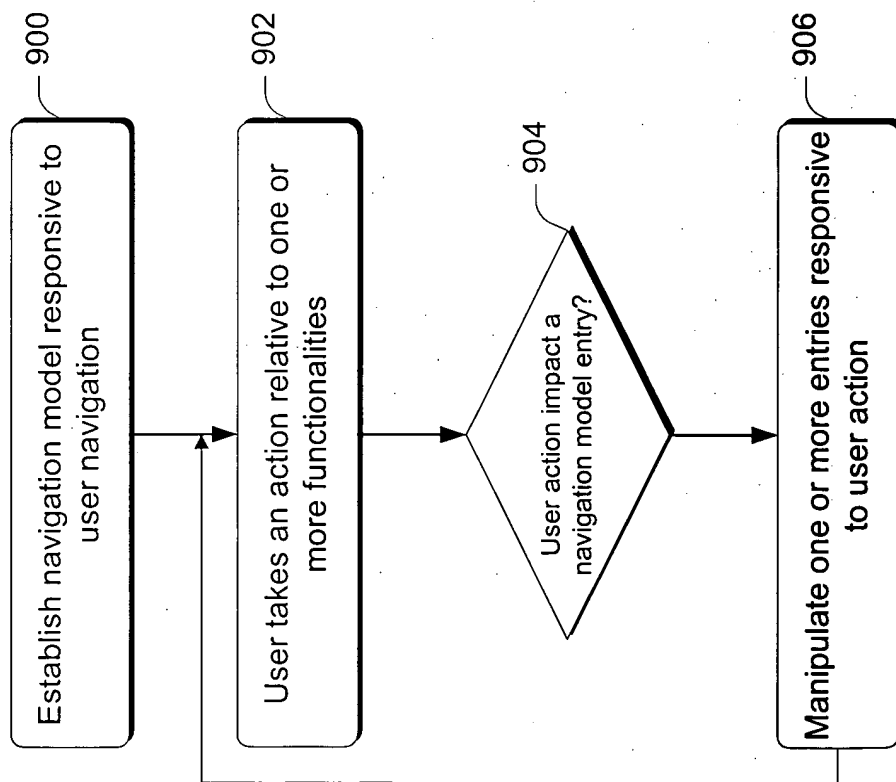 900
Establish navigation model responsive to
user navigation
902
User takes an action relative to one or
more functionalities
904
User action impact a
navigation model entry?
906
Manipulate one or more entries responsive
to user action